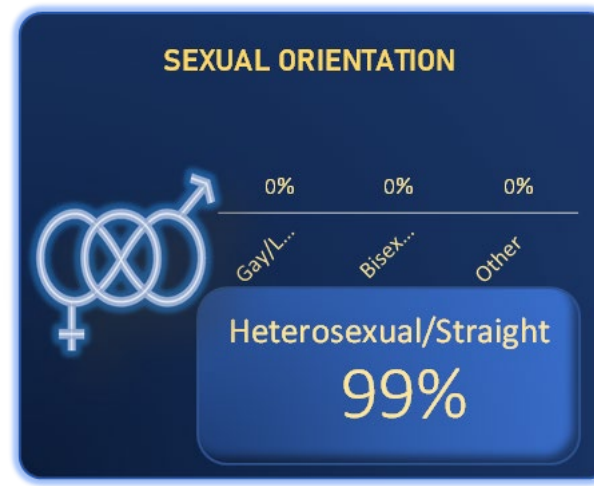 SEXUAL ORIENTATION
0% 0% 0%
Gay/L... Bisex... Other
Heterosexual/Straight
99%